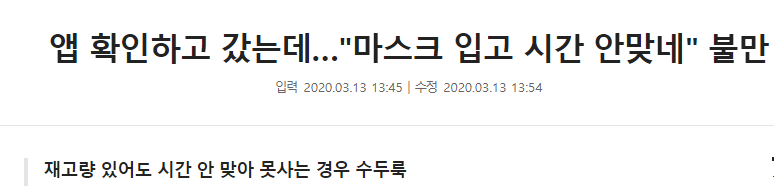 앱 확인하고 갔는데…"마스크 입고 시간 안맞네" 불만
입력 2020.03.13 13:45 | 수정 2020.03.13 13:54
재고량 있어도 시간 안 맞아 못사는 경우 수두룩